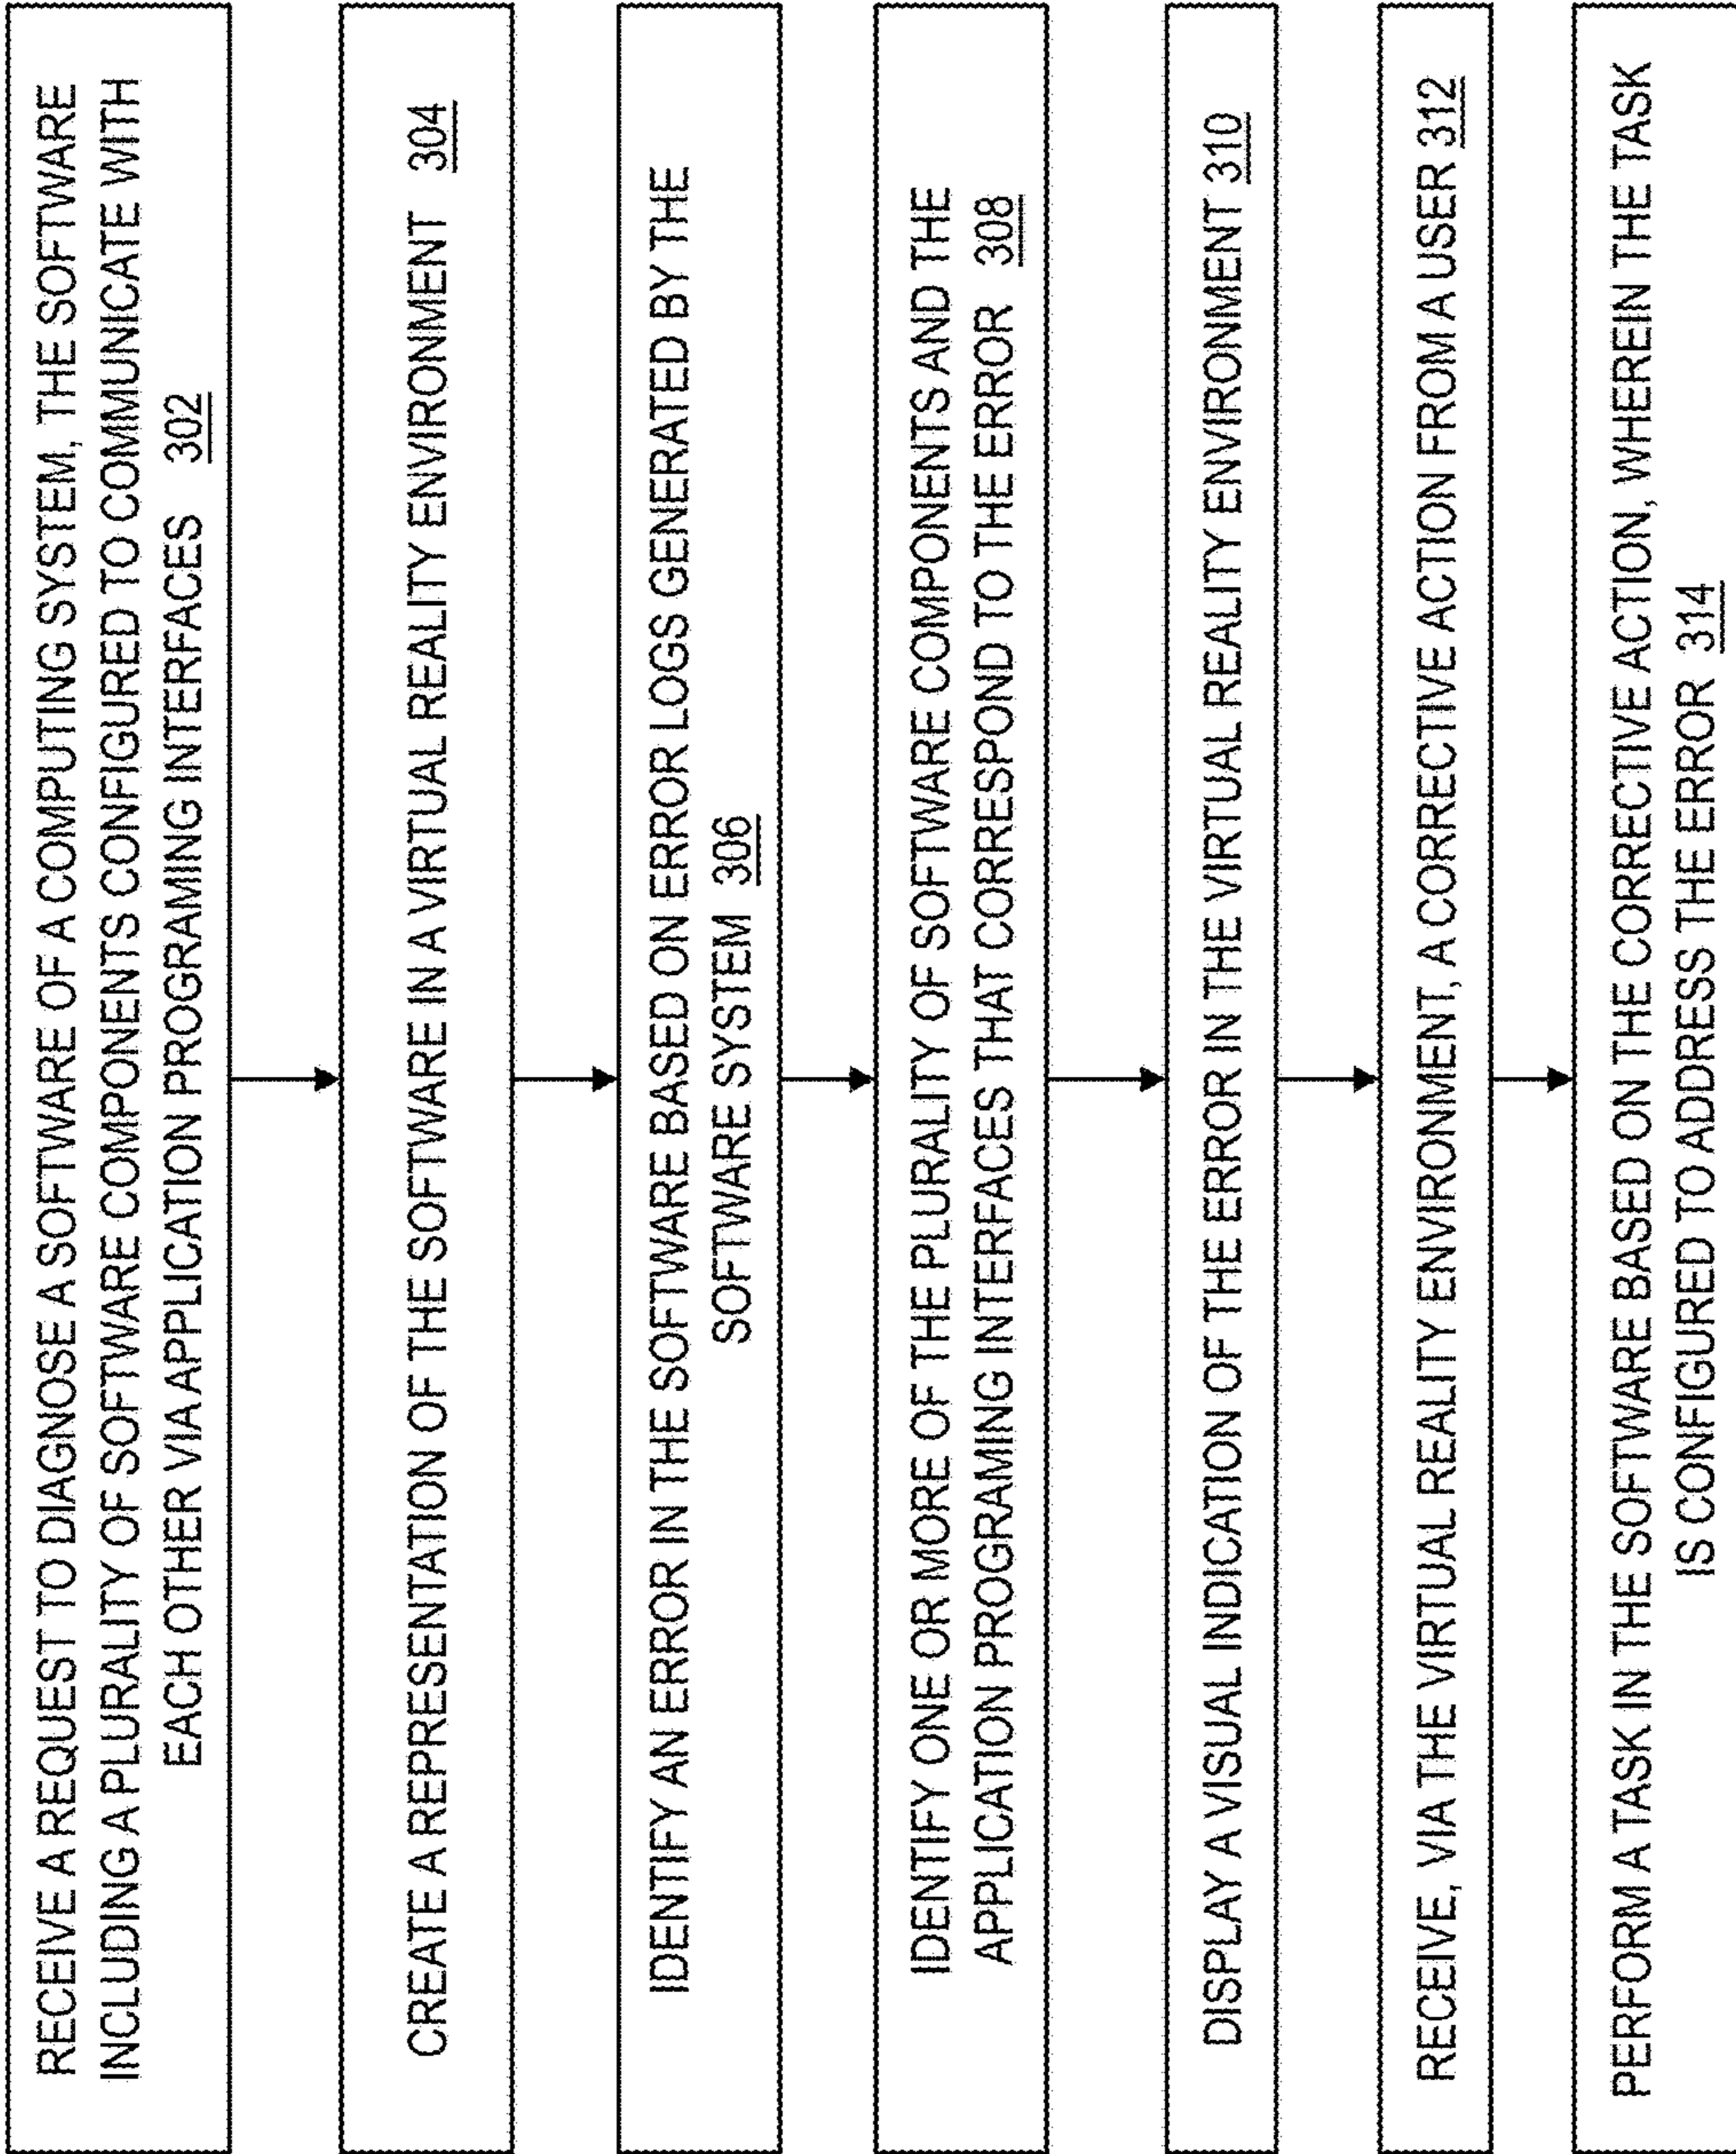 RECEIVE A REQUEST TO DIAGNOSE A SOFTWARE OF A COMPUTING SYSTEM, THE SOFTWARE
INCLUDING A PLURALITY OF SOFTWARE COMPONENTS CONFIGURED TO COMMUNICATE WITH
EACH OTHER VIA APPLICATION PROGRAMING INTERFACES 302
CREATE A REPRESENTATION OF THE SOFTWARE IN A VIRTUAL REALITY ENVIRONMENT 304
IDENTIFY AN ERROR IN THE SOFTWARE BASED ON ERROR LOGS GENERATED BY THE
SOFTWARE SYSTEM 306
IDENTIFY ONE OR MORE OF THE PLURALITY OF SOFTWARE COMPONENTS AND THE
APPLICATION PROGRAMING INTERFACES THAT CORRESPOND TO THE ERROR 308
DISPLAY A VISUAL INDICATION OF THE ERROR IN THE VIRTUAL REALITY ENVIRONMENT 310
RECEIVE, VIA THE VIRTUAL REALITY ENVIRONMENT, A CORRECTIVE ACTION FROM A USER 312
PERFORM A TASK IN THE SOFTWARE BASED ON THE CORRECTIVE ACTION, WHEREIN THE TASK
IS CONFIGURED TO ADDRESS THE ERROR 314